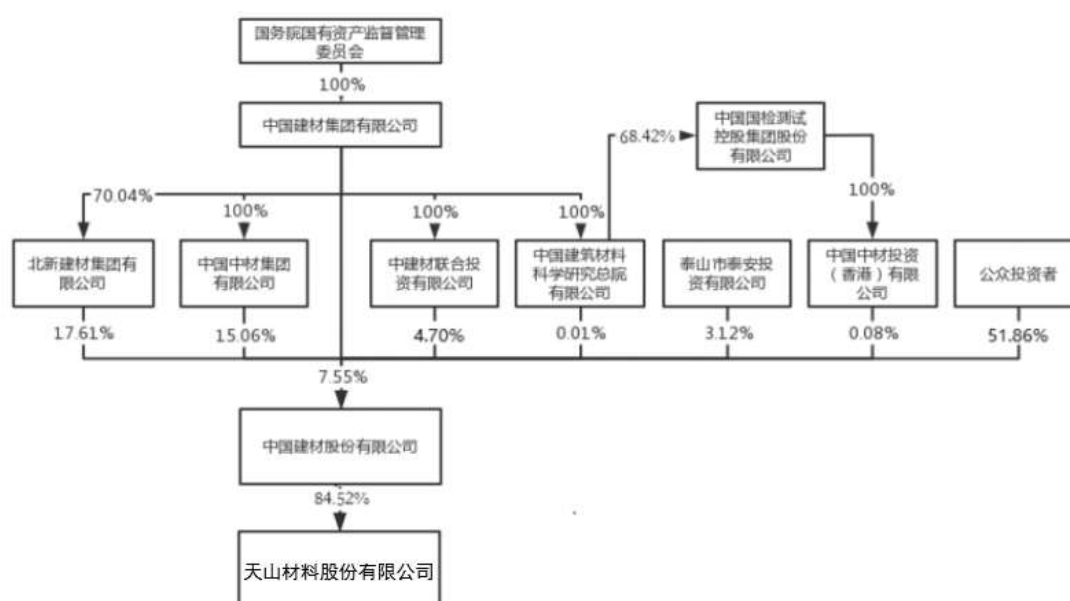 国务院国有资产监督管理
委员会
100%
中国建材集团有限公司
中国国检测试
控股集团股份
有限公司
68.42%
70.04%
100%
100%
100%
100%
北新建材集团有
限公司
中国中材集团
有限公司
中建材联合投
资有限公司
中国建筑材料
科学研究总院
有限公司
泰山市泰安投
资有限公司
中国中材投资
（香港）有限
公司
公众投资者
17.61%
15.06%
4.70%
0.01%
3.12%
0.08%
51.86%
7.55%
中国建材股份有限公司
84.52%
天山材料股份有限公司